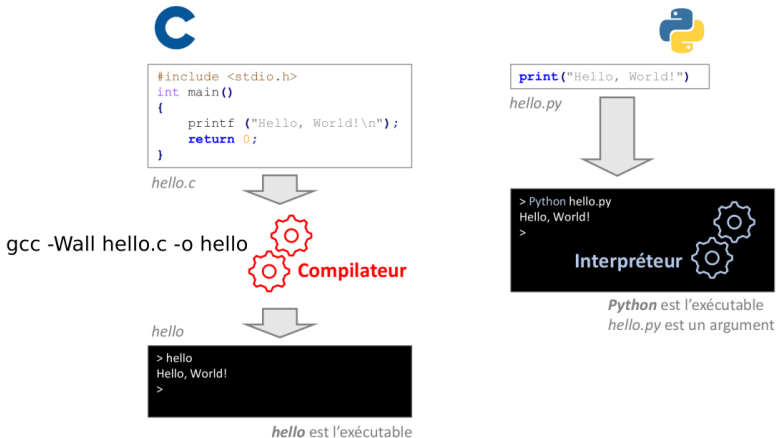 C
#include <stdio.h>
int main()
{
    printf ("Hello, World!\n");
    return 0;
}
hello.c
gcc -Wall hello.c -o hello
Compilateur
hello
> hello
Hello, World!
>
hello est l'exécutable
print("Hello, World!")
hello.py
> Python hello.py
Hello, World!
>
Interpréteur
Python est l'exécutable
hello.py est un argument